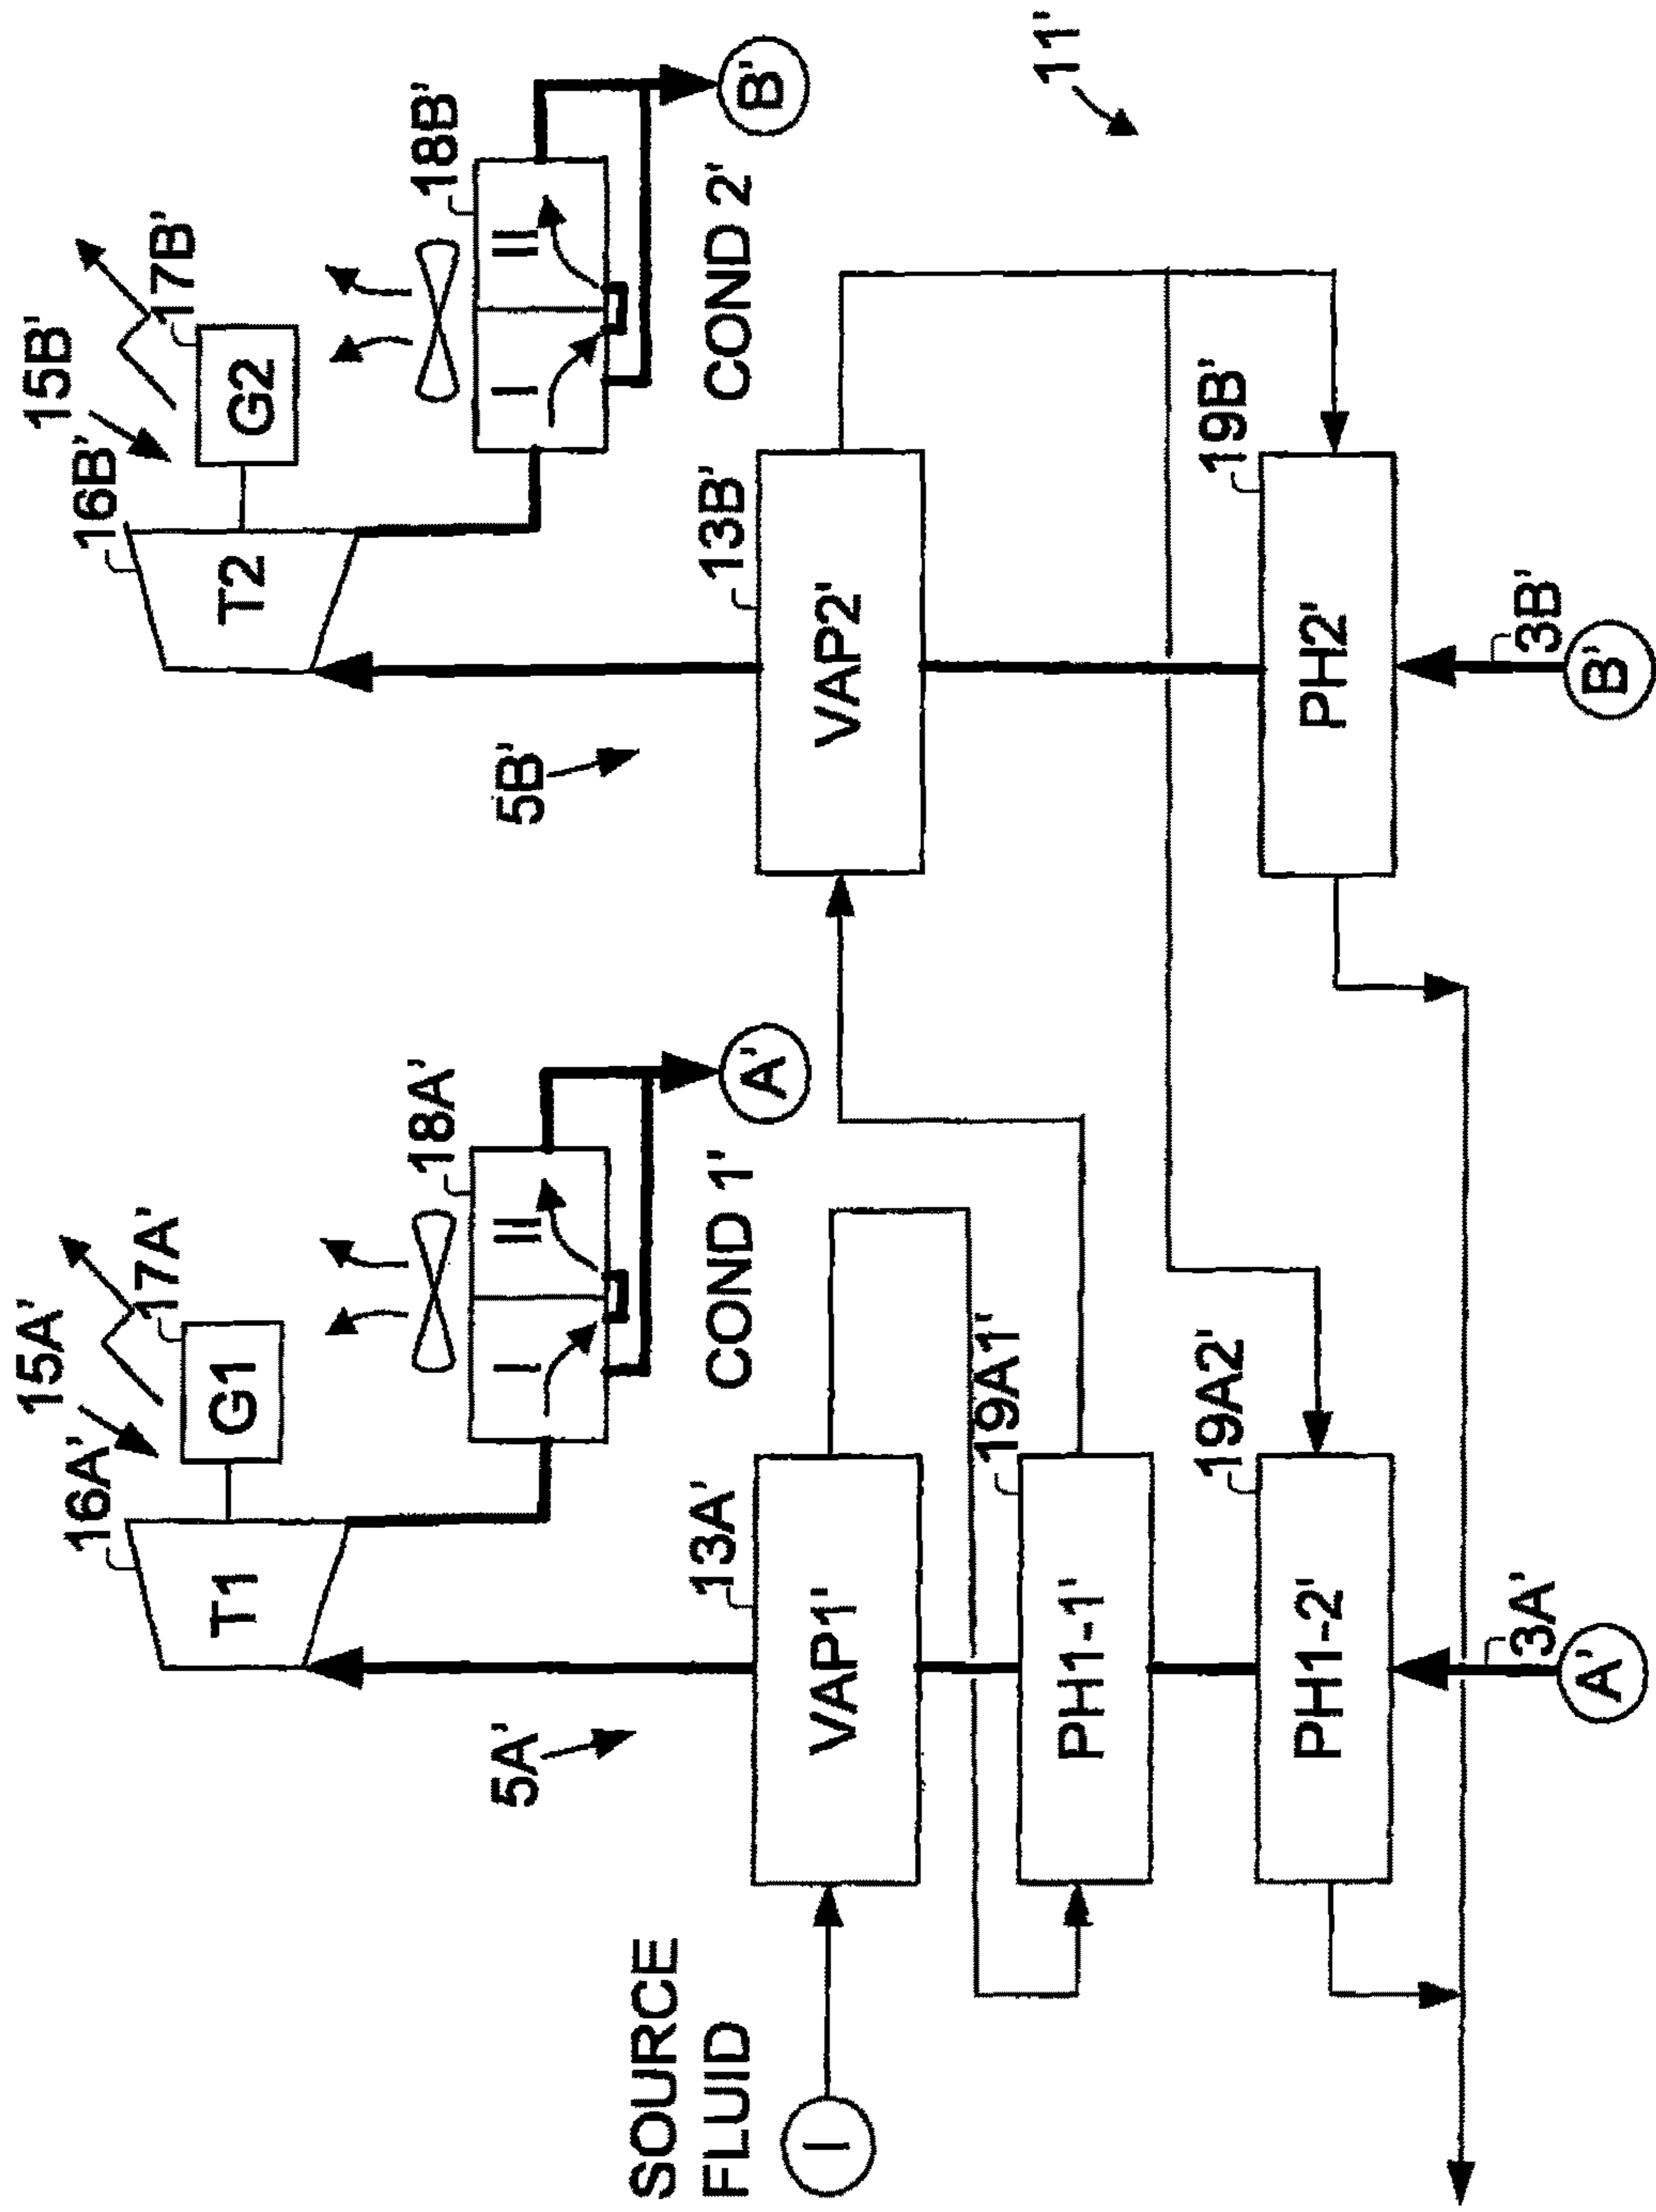 15A'
17A'
16A'
G1
T1
18A'
I
II
COND 1'
A'
15B'
17B'
16B'
G2
T2
18B'
I
II
COND 2'
B'
11'
5A'
5B'
SOURCE
FLUID
I
13A'
VAP1'
13B'
VAP2'
19A1'
PH1-1'
19A2'
PH1-2'
19B'
PH2'
3A'
A'
3B'
B'